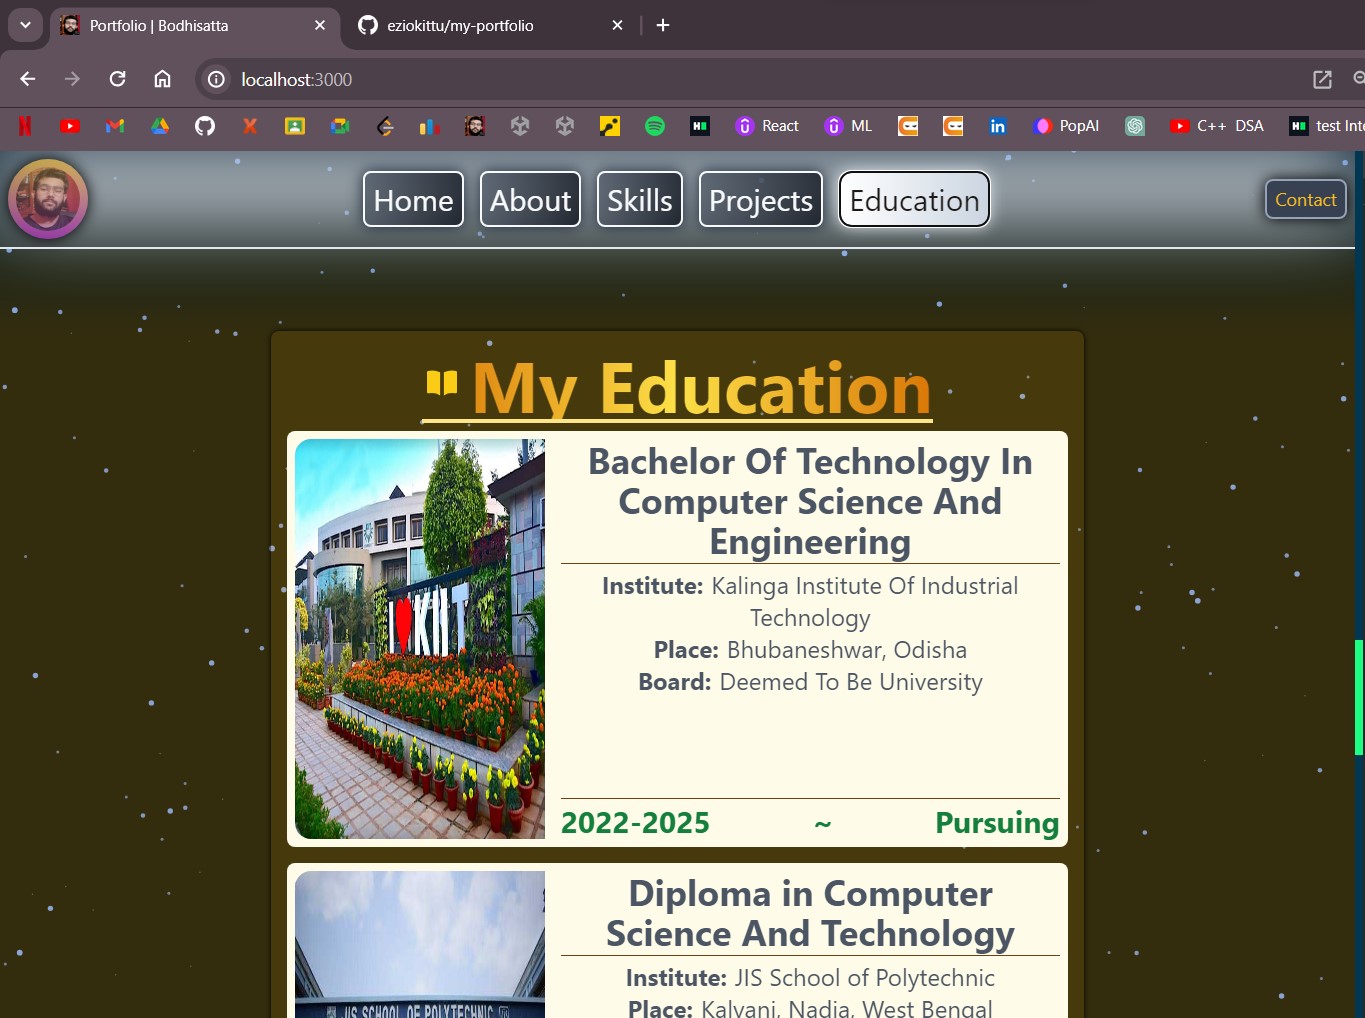 Portfolio | Bodhisatta
eziokittu/my-portfolio
localhost:3000
React
ML
PopAI
C++ DSA
test Inte
Home
About
Skills
Projects
Education
Contact
My Education
Bachelor Of Technology In
Computer Science And
Engineering
Institute: Kalinga Institute Of Industrial
Technology
Place: Bhubaneshwar, Odisha
Board: Deemed To Be University
2022-2025 ~ Pursuing
I ♥ KIIT
Diploma in Computer
Science And Technology
Institute: JIS School of Polytechnic
Place: Kalyani, Nadia, West Bengal
JIS SCHOOL OF POLYTECHNIC